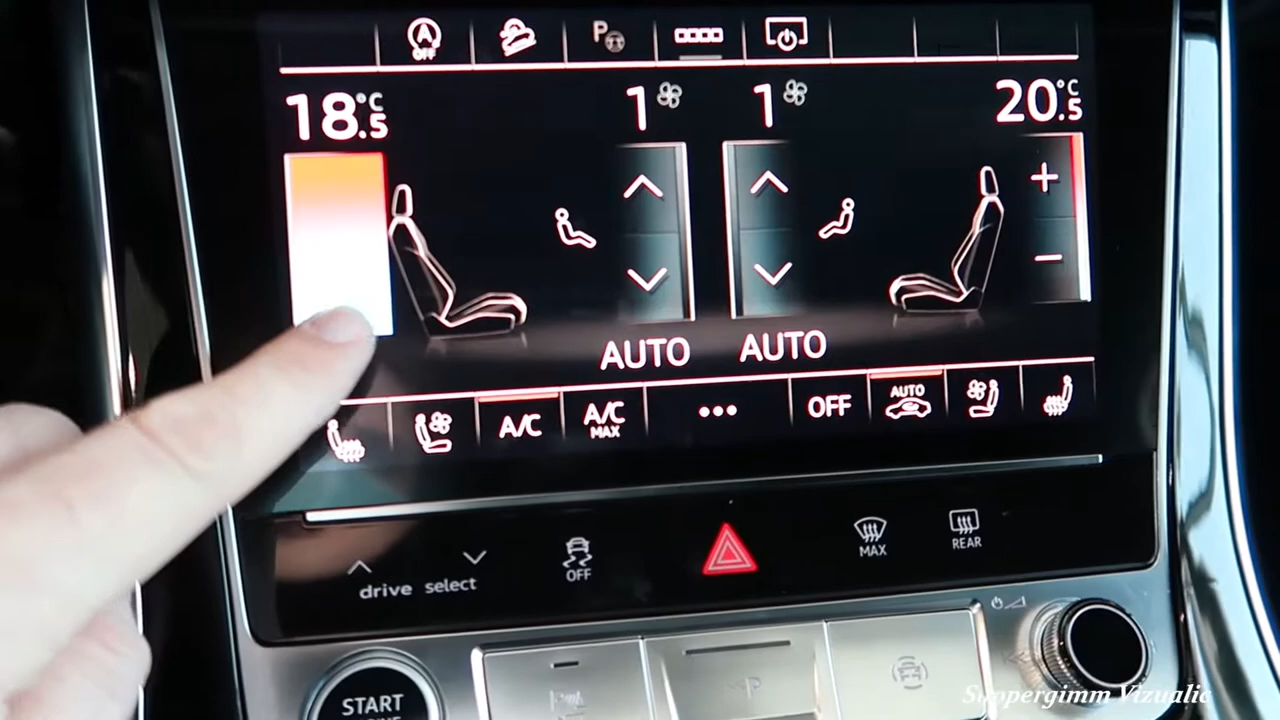 A OFF
P
18.5 °C
1
1
20.5 °C
+
−
AUTO AUTO
A/C
A/C MAX
•••
OFF
AUTO
drive select
OFF
MAX
REAR
START
P
Suppergimm Vizualic